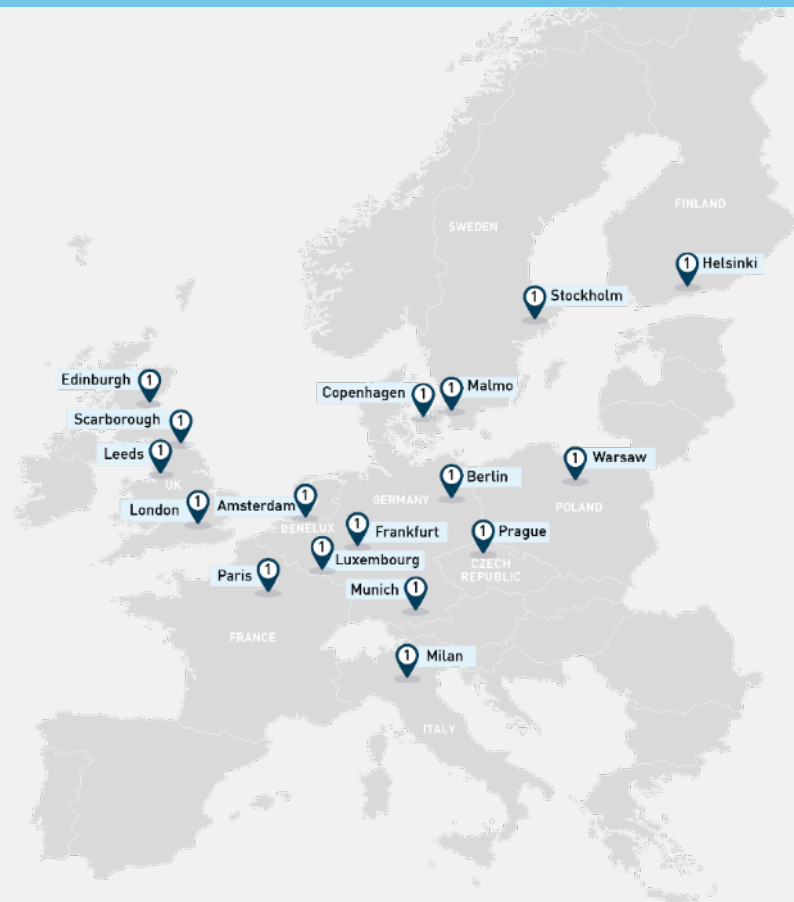 FINLAND
SWEDEN
1 Helsinki
1 Stockholm
Edinburgh 1
Copenhagen 1
1 Malmo
Scarborough 1
Leeds 1
1 Warsaw
UK
1 Berlin
GERMANY
London 1
Amsterdam 1
POLAND
BENELUX
1 Frankfurt
1 Prague
1 Luxembourg
CZECH
REPUBLIC
Paris 1
Munich 1
FRANCE
1 Milan
ITALY